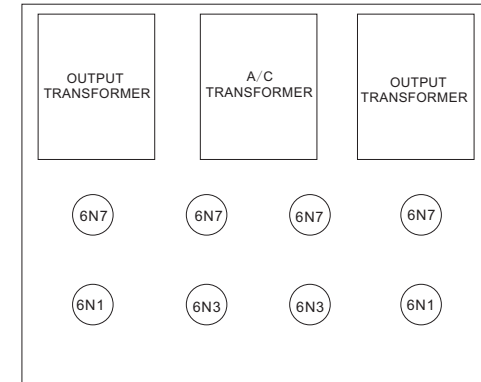 OUTPUT
TRANSFORMER
A/C
TRANSFORMER
OUTPUT
TRANSFORMER
6N7 6N7 6N7 6N7
6N1 6N3 6N3 6N1